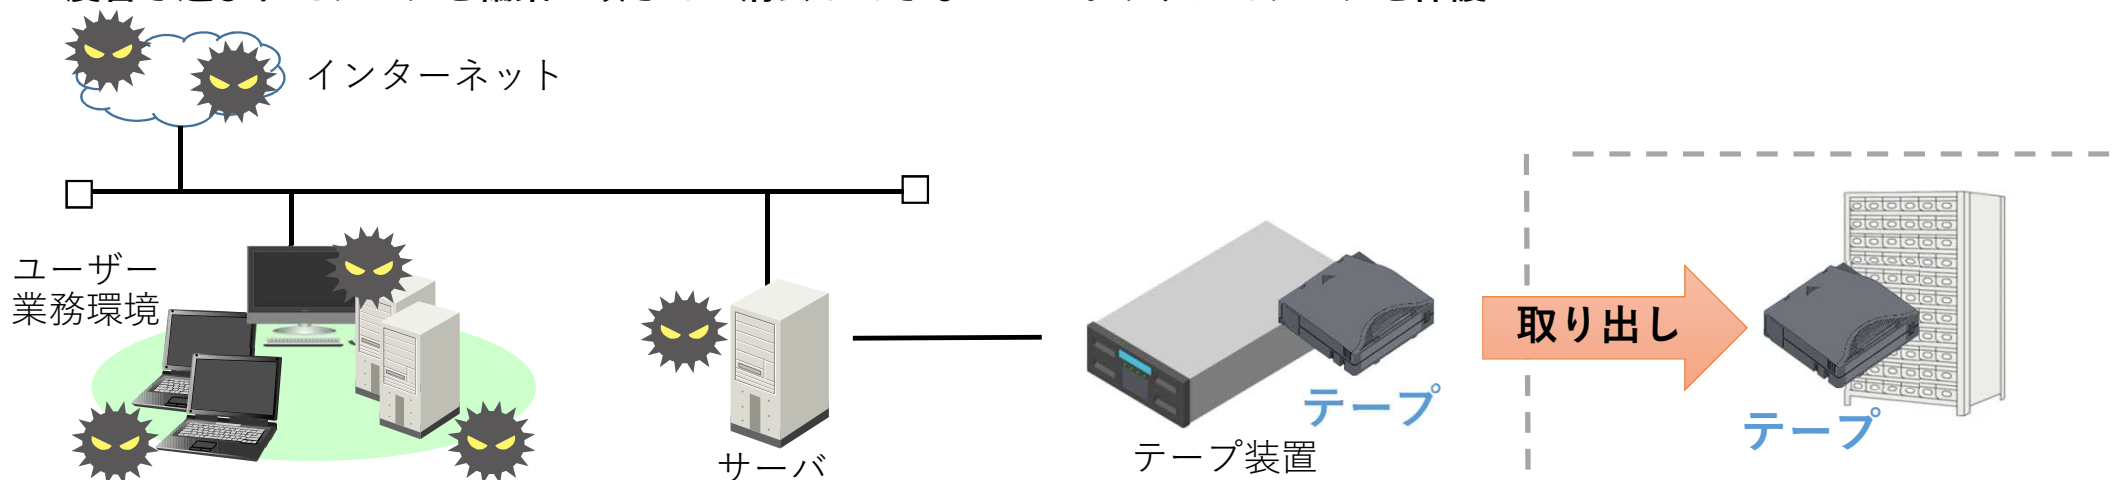 インターネット
ユーザー
業務環境
サーバ
テープ装置
テープ
取り出し
テープ